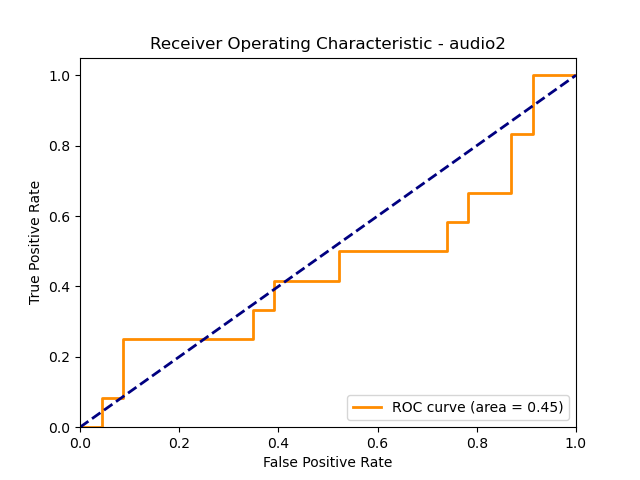 Receiver Operating Characteristic - audio2
1.0
0.8
0.6
0.4
0.2
0.0
True Positive Rate
ROC curve (area = 0.45)
0.0 0.2 0.4 0.6 0.8 1.0
False Positive Rate